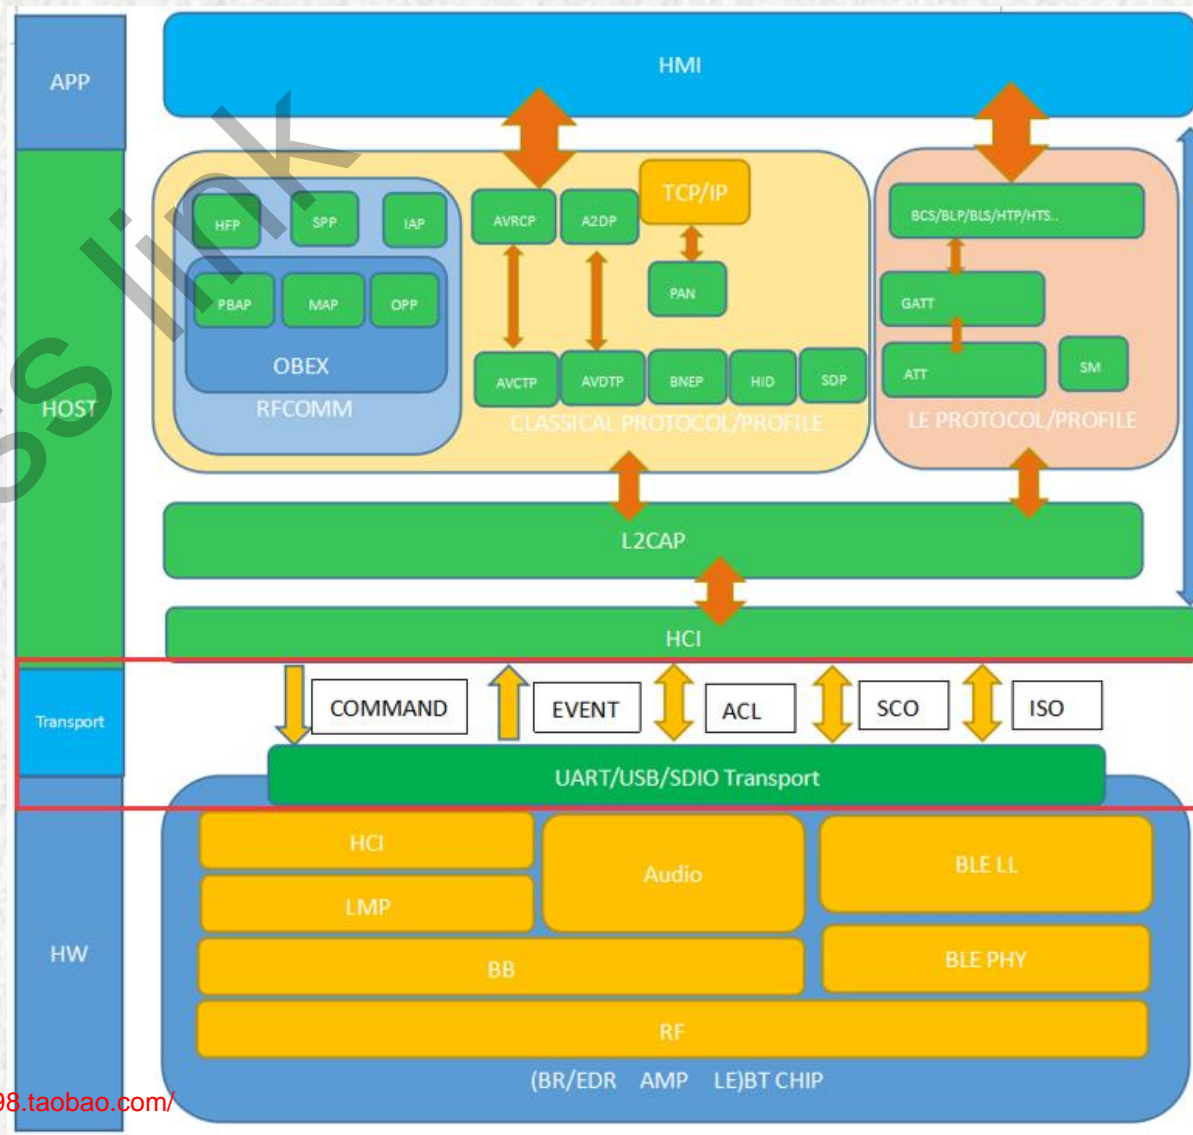 APP
HMI
HOST
HFP
SPP
IAP
PBAP
MAP
OPP
OBEX
RFCOMM
AVRCP
A2DP
TCP/IP
PAN
AVCTP
AVDTP
BNEP
HID
SDP
CLASSICAL PROTOCOL/PROFILE
BCS/BLP/BLS/HTP/HTS..
GATT
ATT
SM
LE PROTOCOL/PROFILE
L2CAP
HCI
Transport
COMMAND
EVENT
ACL
SCO
ISO
UART/USB/SDIO Transport
HW
HCI
Audio
BLE LL
LMP
BB
BLE PHY
RF
(BR/EDR AMP LE)BT CHIP
98.taobao.com/
ss link